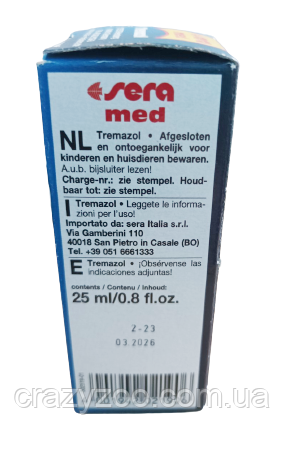 sera
med
NL Tremazol • Afgesloten
en ontoegankelijk voor
kinderen en huisdieren bewaren.
A.u.b. bijsluiter lezen!
Charge-nr.: zie stempel. Houd-
baar tot: zie stempel.
I Tremazol • Leggete le informa-
zioni per l'uso!
Importato da: sera Italia s.r.l.
Via Gamberini 110
40018 San Pietro in Casale (BO)
Tel. +39 051 6661333
E Tremazol • ¡Obsérvense las
indicaciones adjuntas!
contents / Contenu / Inhoud:
25 ml/0.8 fl.oz.
Z-23
03.2026
© crazyzoo.com.ua